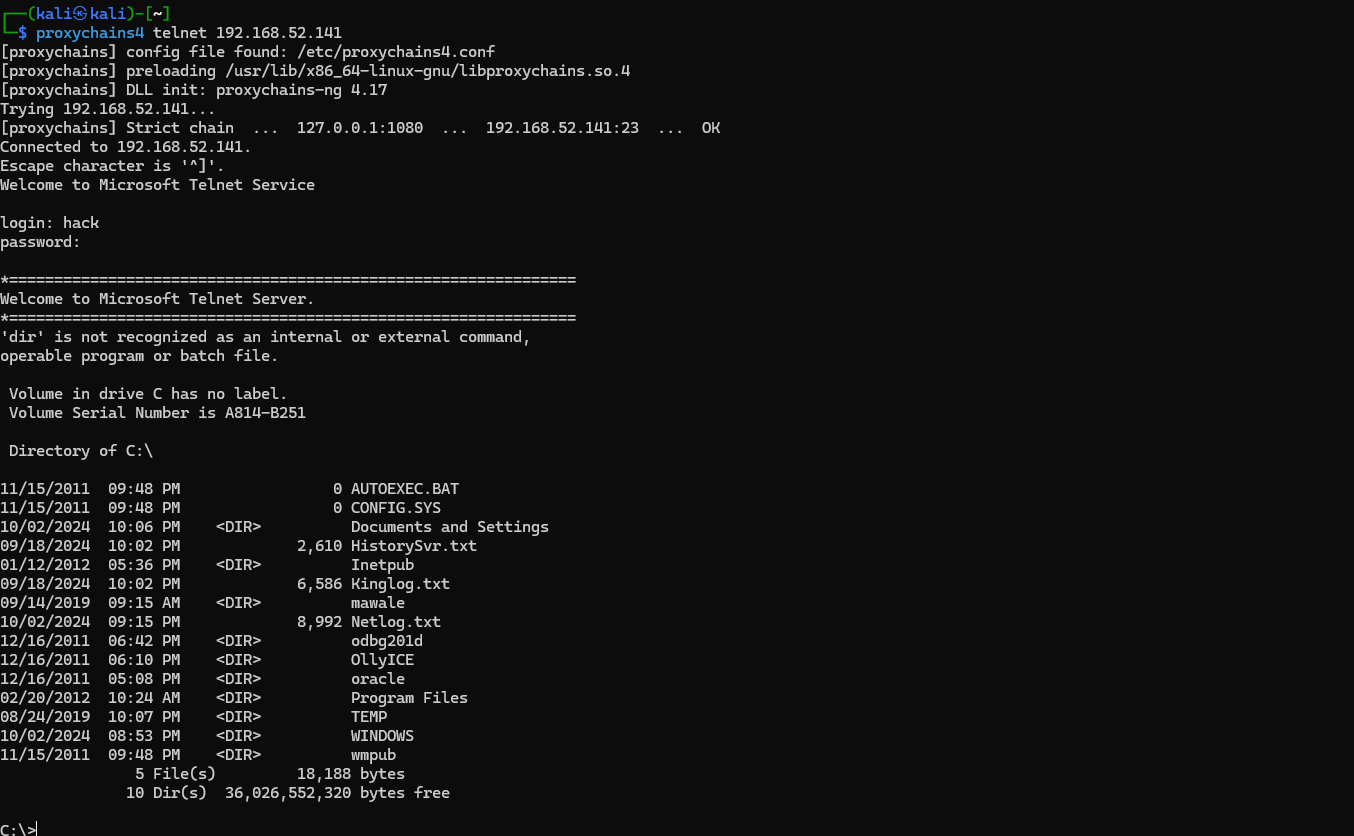 ┌──(kali㉿kali)-[~]
└─$ proxychains4 telnet 192.168.52.141
[proxychains] config file found: /etc/proxychains4.conf
[proxychains] preloading /usr/lib/x86_64-linux-gnu/libproxychains.so.4
[proxychains] DLL init: proxychains-ng 4.17
Trying 192.168.52.141...
[proxychains] Strict chain  ...  127.0.0.1:1080  ...  192.168.52.141:23  ...  OK
Connected to 192.168.52.141.
Escape character is '^]'.
Welcome to Microsoft Telnet Service

login: hack
password:

*===============================================================
Welcome to Microsoft Telnet Server.
*===============================================================
'dir' is not recognized as an internal or external command,
operable program or batch file.

 Volume in drive C has no label.
 Volume Serial Number is A814-B251

 Directory of C:\

11/15/2011  09:48 PM                 0 AUTOEXEC.BAT
11/15/2011  09:48 PM                 0 CONFIG.SYS
10/02/2024  10:06 PM    <DIR>          Documents and Settings
09/18/2024  10:02 PM             2,610 HistorySvr.txt
01/12/2012  05:36 PM    <DIR>          Inetpub
09/18/2024  10:02 PM             6,586 Kinglog.txt
09/14/2019  09:15 AM    <DIR>          mawale
10/02/2024  09:15 PM             8,992 Netlog.txt
12/16/2011  06:42 PM    <DIR>          odbg201d
12/16/2011  06:10 PM    <DIR>          OllyICE
12/16/2011  05:08 PM    <DIR>          oracle
02/20/2012  10:24 AM    <DIR>          Program Files
08/24/2019  10:07 PM    <DIR>          TEMP
10/02/2024  08:53 PM    <DIR>          WINDOWS
11/15/2011  09:48 PM    <DIR>          wmpub
               5 File(s)         18,188 bytes
              10 Dir(s)  36,026,552,320 bytes free

C:\>